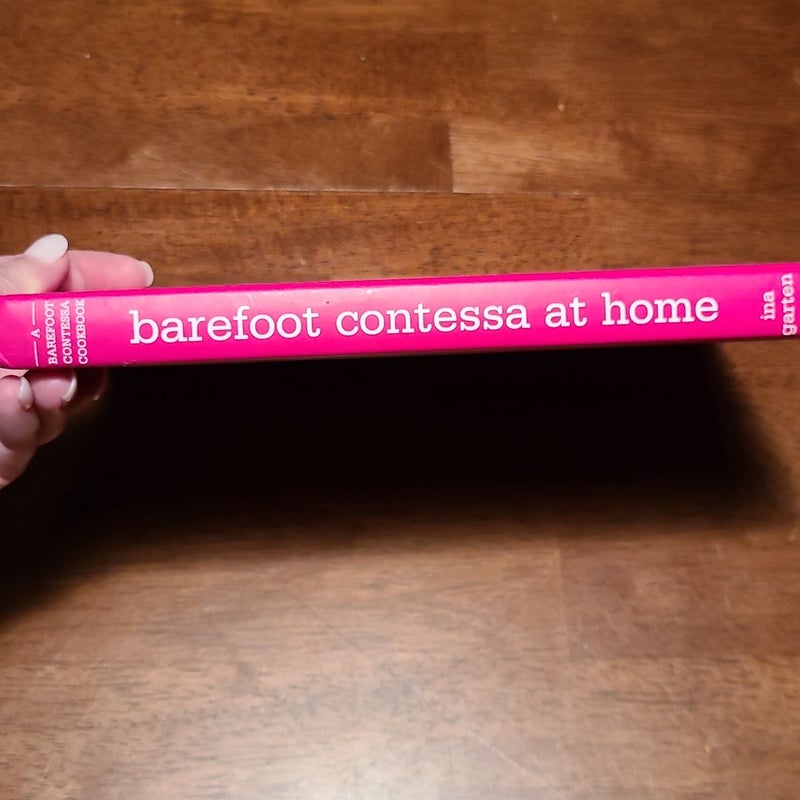 A
BAREFOOT
CONTESSA
COOKBOOK
barefoot contessa at home
ina
garten